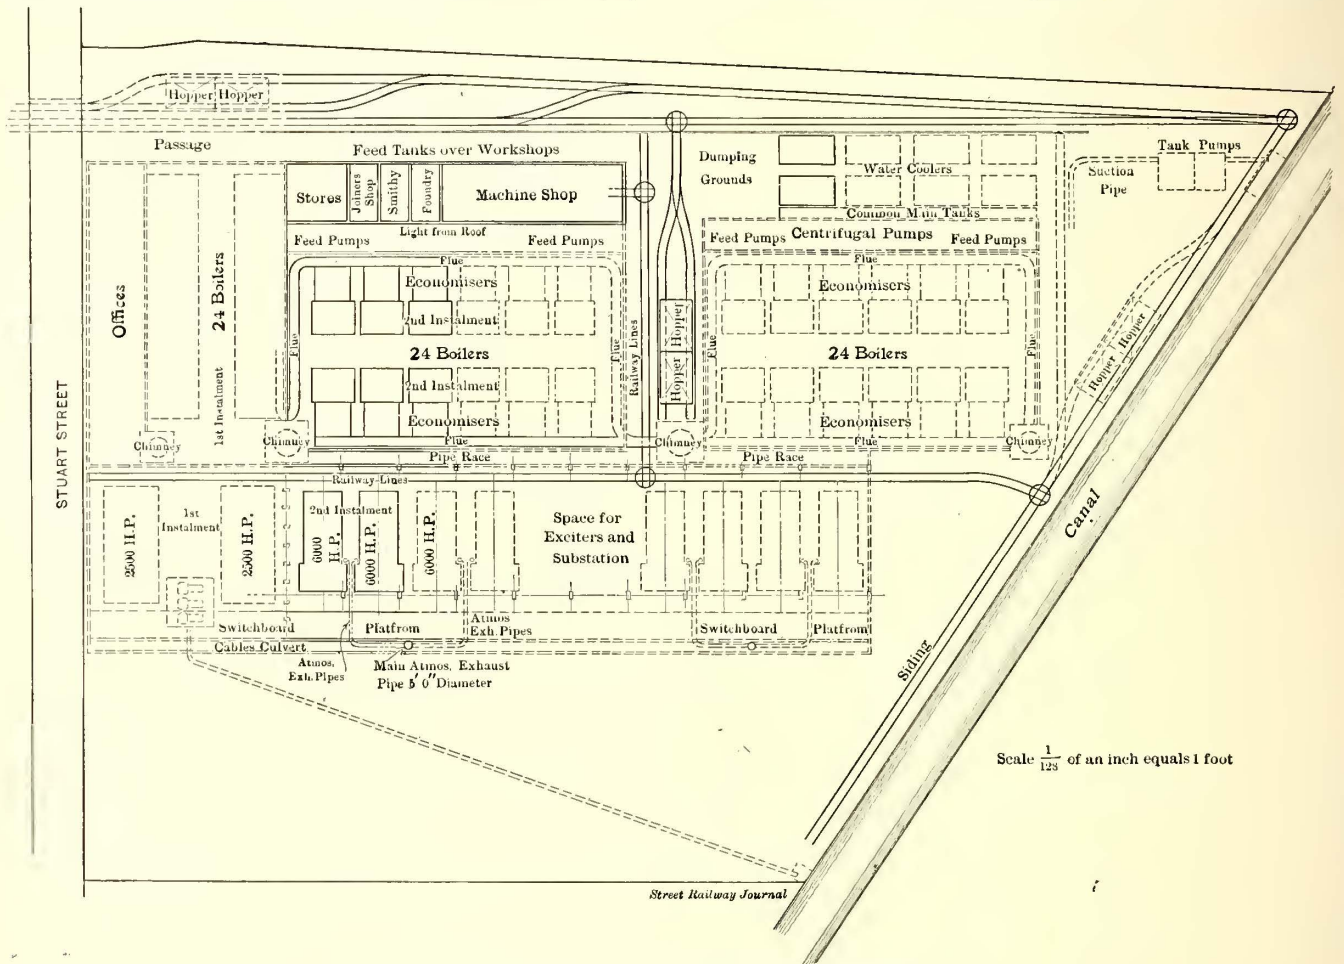 Hopper Hopper
Passage
Feed Tanks over Workshops
Stores
Joiners
Shop
Smithy
Foundry
Machine Shop
Light from Roof
Feed Pumps
Feed Pumps
Dumping
Grounds
Water Coolers
Common Main Tanks
Feed Pumps
Centrifugal Pumps
Feed Pumps
Tank Pumps
Suction
Pipe
STUART STREET
Offices
24 Boilers
1st Instalment
Chimney
Chimney
Flue
Economisers
2nd Instalment
Flue
24 Boilers
Flue
2nd Instalment
Economisers
Flue
Pipe Race
Railway Lines
Hopper
Hopper
Chimney
Flue
Economisers
Flue
24 Boilers
Flue
Economisers
Flue
Pipe Race
Chimney
Hopper
Hopper
Railway Lines
2500 H.P.
1st
Instalment
2500 H.P.
2nd Instalment
6000
H.P.
6000 H.P.
6000 H.P.
Space for
Exciters and
Substation
Canal
Switchboard
Platfrom
Atmos
Exh. Pipes
Switchboard
Platfrom
Cables Culvert
Atmos,
Exh. Pipes
Main Atmos, Exhaust
Pipe 5' 0" Diameter
Siding
Scale 1/128 of an inch equals 1 foot
Street Railway Journal